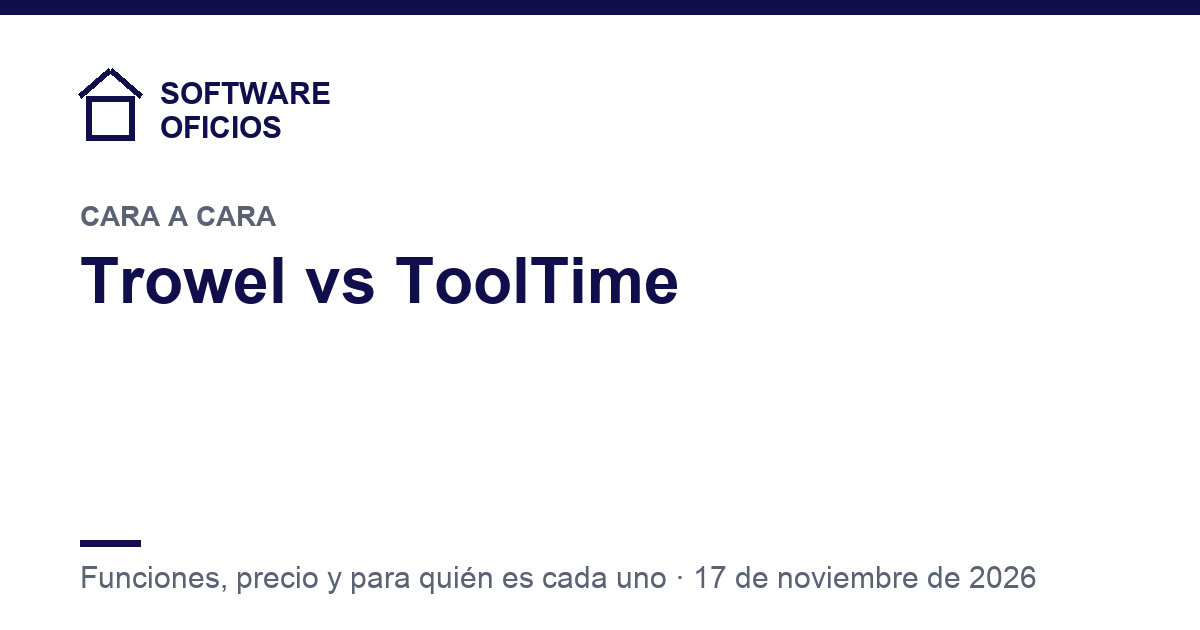 SOFTWARE
OFICIOS
CARA A CARA
Trowel vs ToolTime
Funciones, precio y para quién es cada uno · 17 de noviembre de 2026